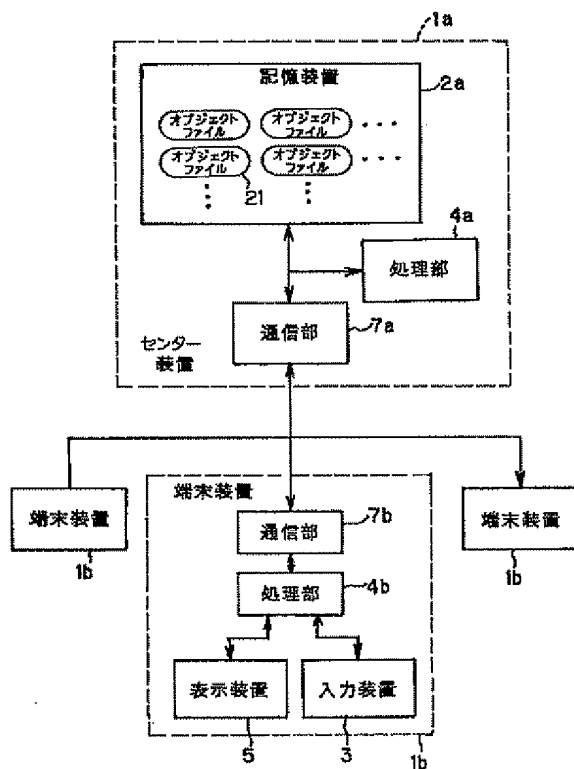 1a
記憶装置
2a
オブジェクト
ファイル
オブジェクト
ファイル
・・・
オブジェクト
ファイル
オブジェクト
ファイル
・・・
21
4a
処理部
通信部
7a
センター
装置
端末装置
1b
端末装置
通信部
7b
処理部
4b
表示装置
5
入力装置
3
1b
端末装置
1b